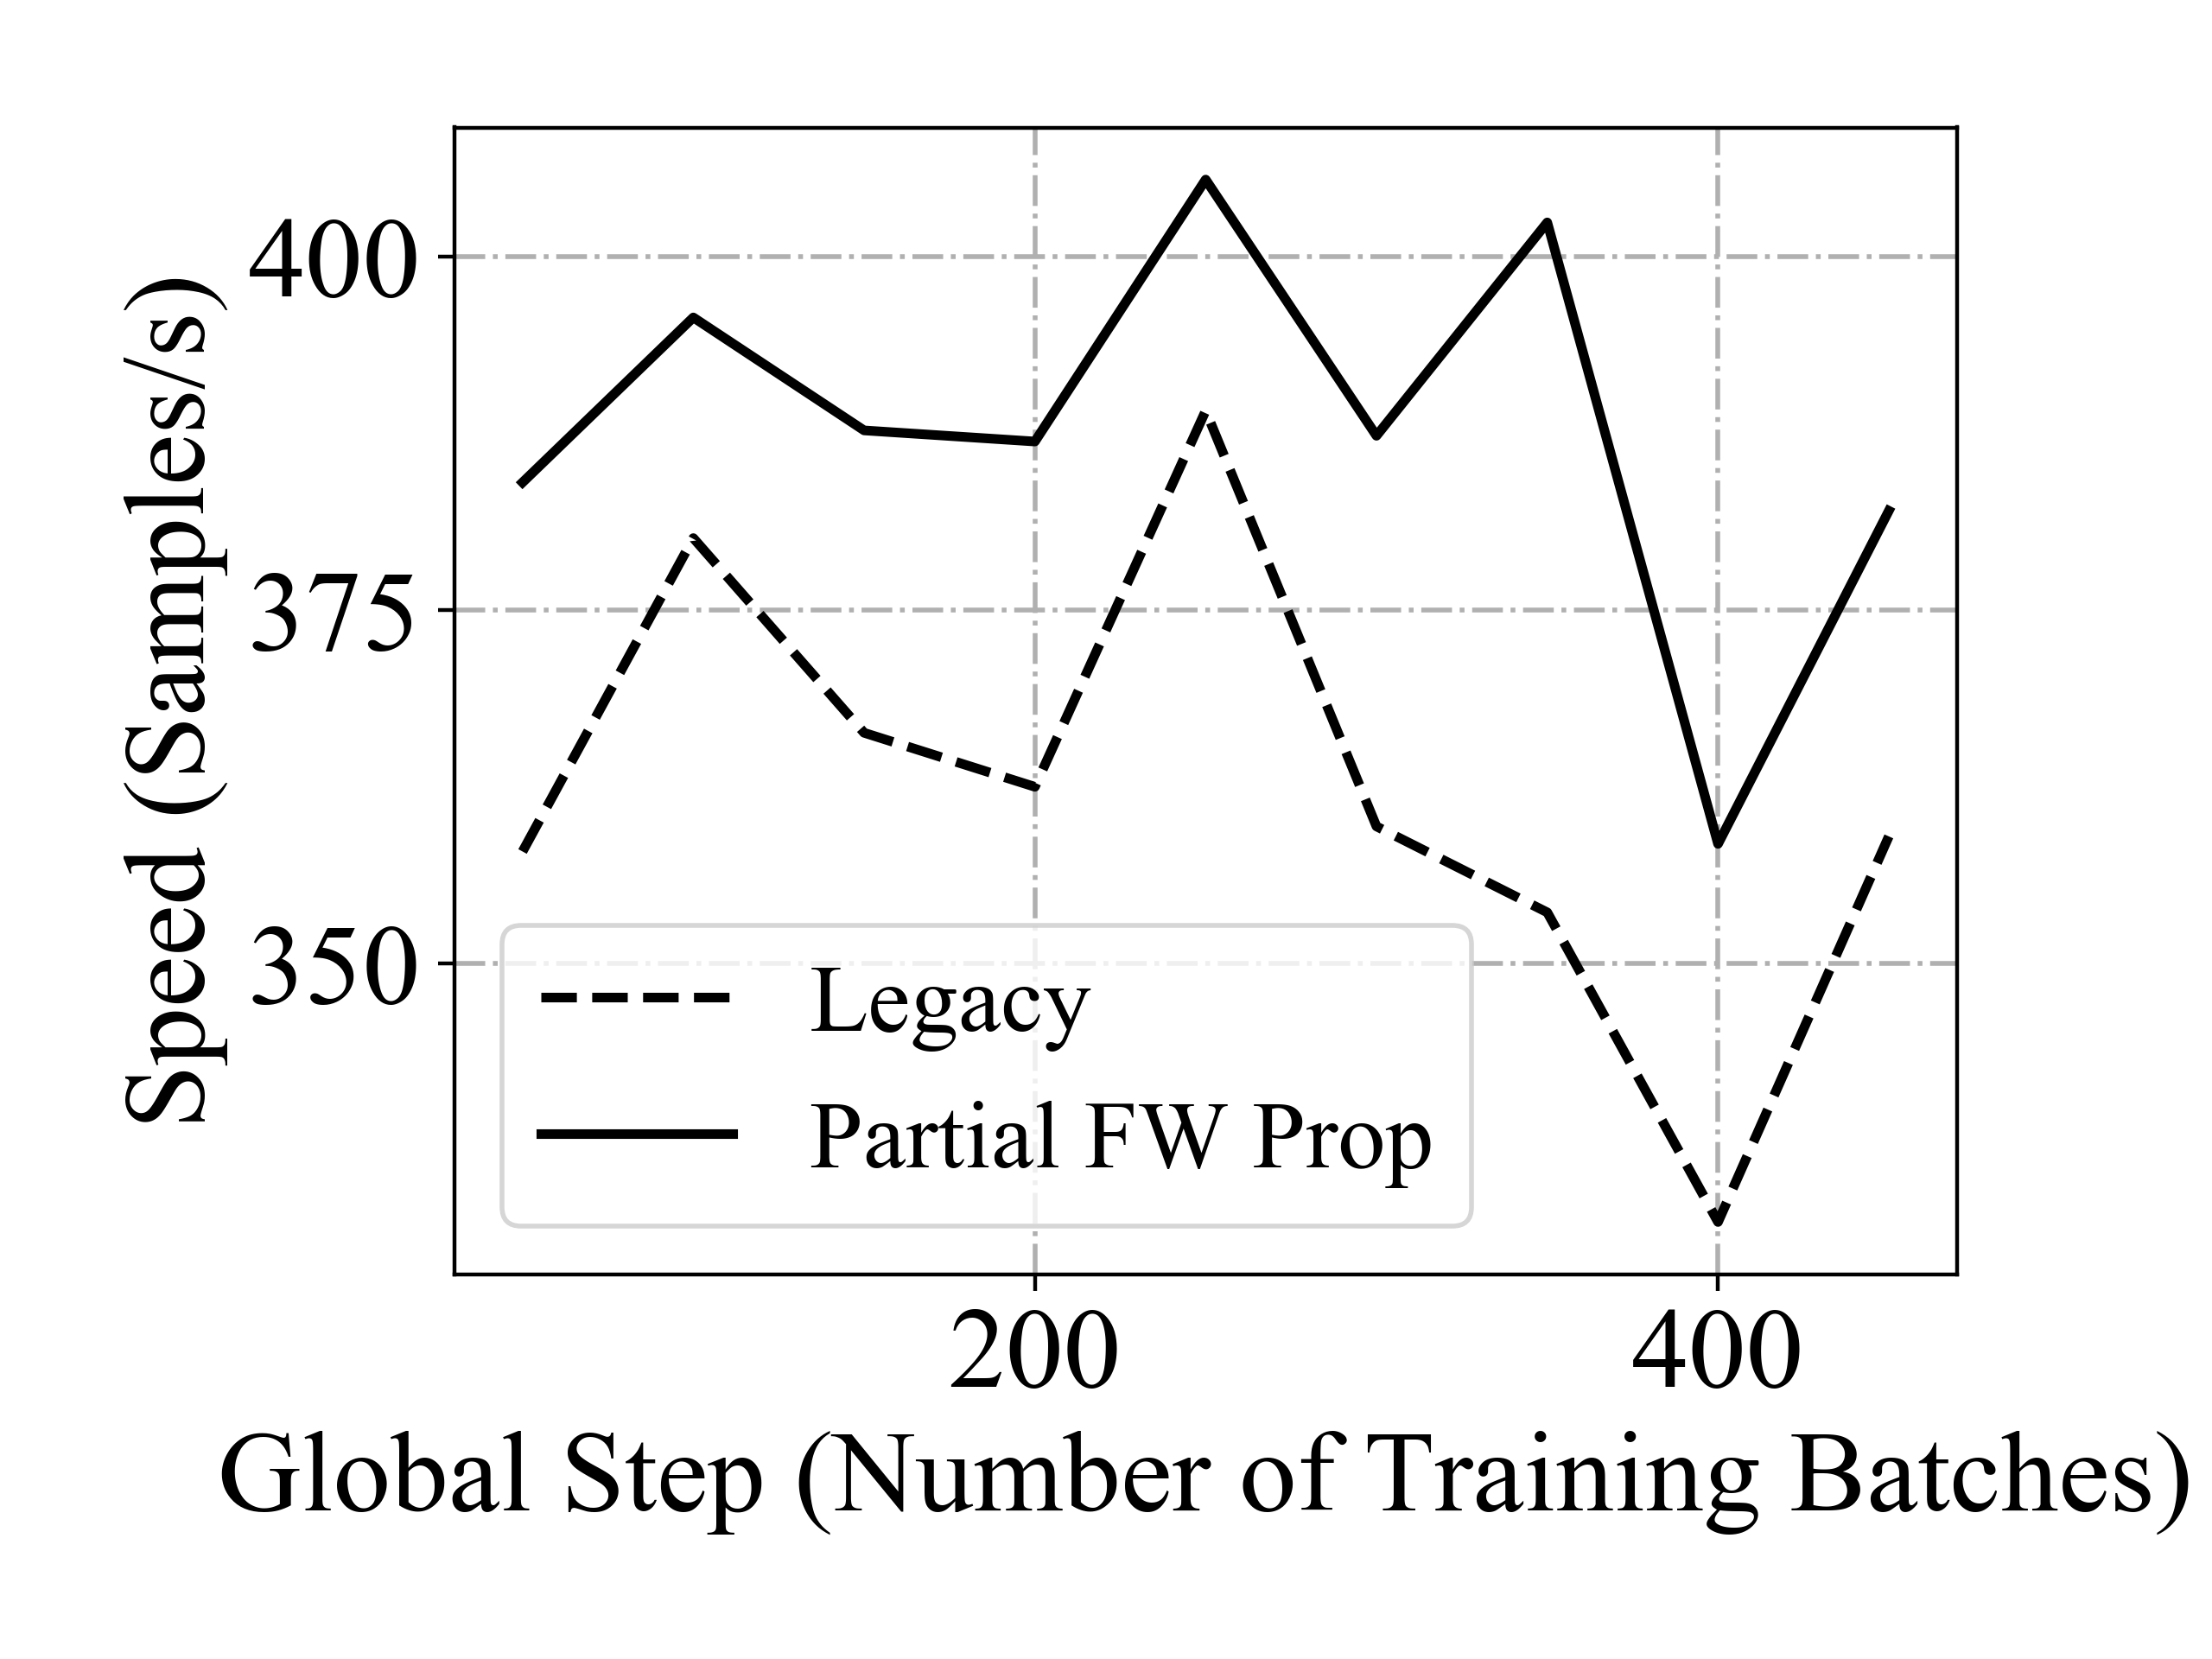 Speed (Samples/s)
400
375
350
Legacy
Partial FW Prop
200 400
Global Step (Number of Training Batches)